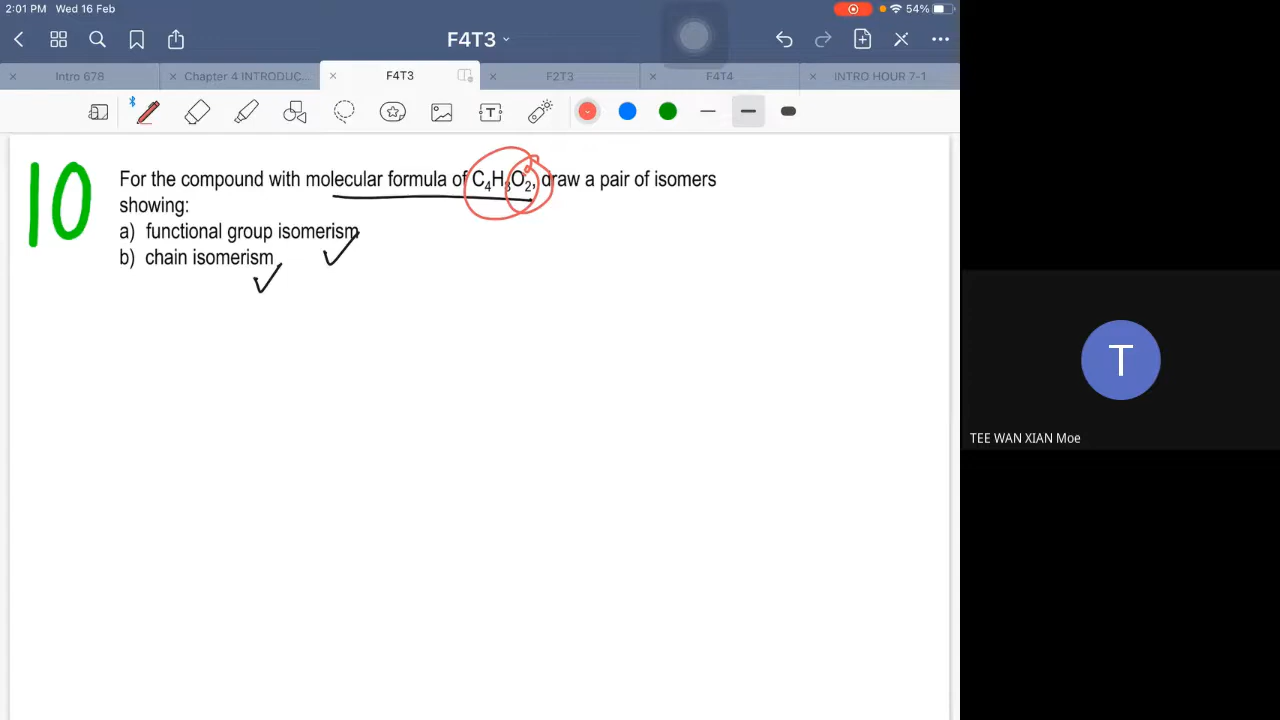 2:01 PM Wed 16 Feb
54%
F4T3
Intro 678
Chapter 4 INTRODUC...
F4T3
F2T3
F4T4
INTRO HOUR 7-1
10
For the compound with molecular formula of C₄H₈O₂, draw a pair of isomers
showing:
a) functional group isomerism
b) chain isomerism
T
TEE WAN XIAN Moe